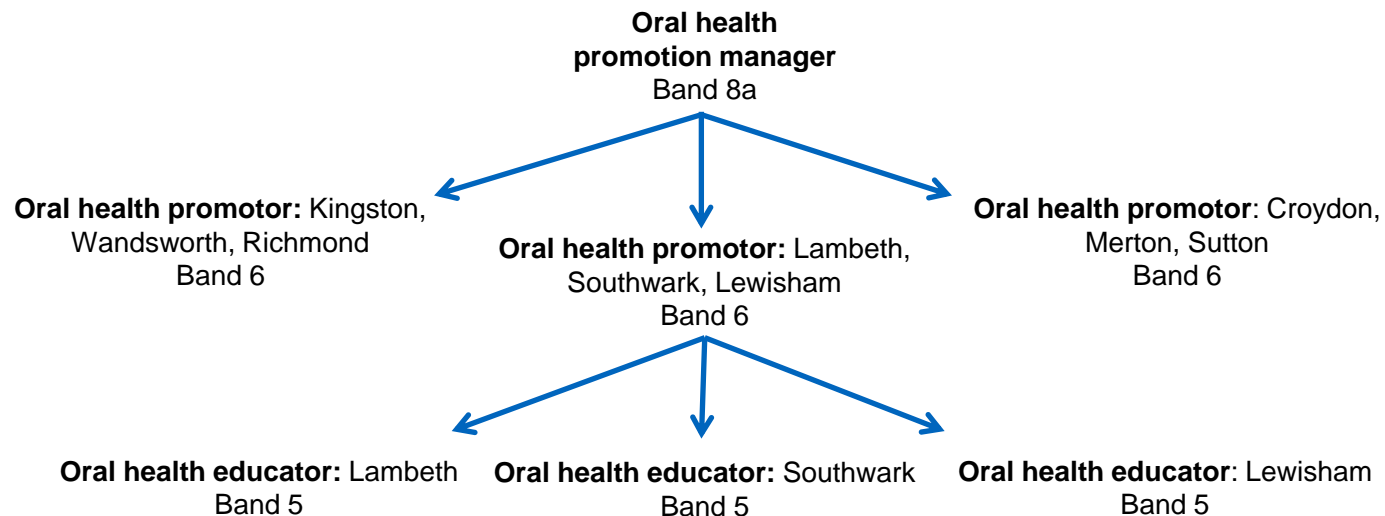 Oral health
promotion manager
Band 8a
Oral health promotor: Kingston,
Wandsworth, Richmond
Band 6
Oral health promotor: Lambeth,
Southwark, Lewisham
Band 6
Oral health promotor: Croydon,
Merton, Sutton
Band 6
Oral health educator: Lambeth
Band 5
Oral health educator: Southwark
Band 5
Oral health educator: Lewisham
Band 5